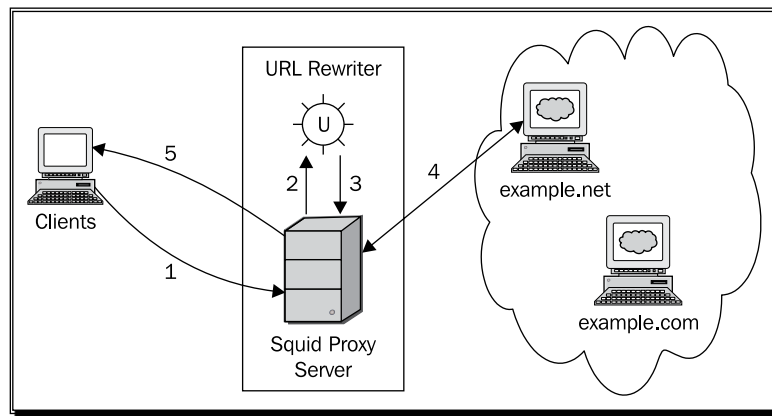 URL Rewriter
U
5
2
3
4
Clients
1
example.net
Squid Proxy
Server
example.com